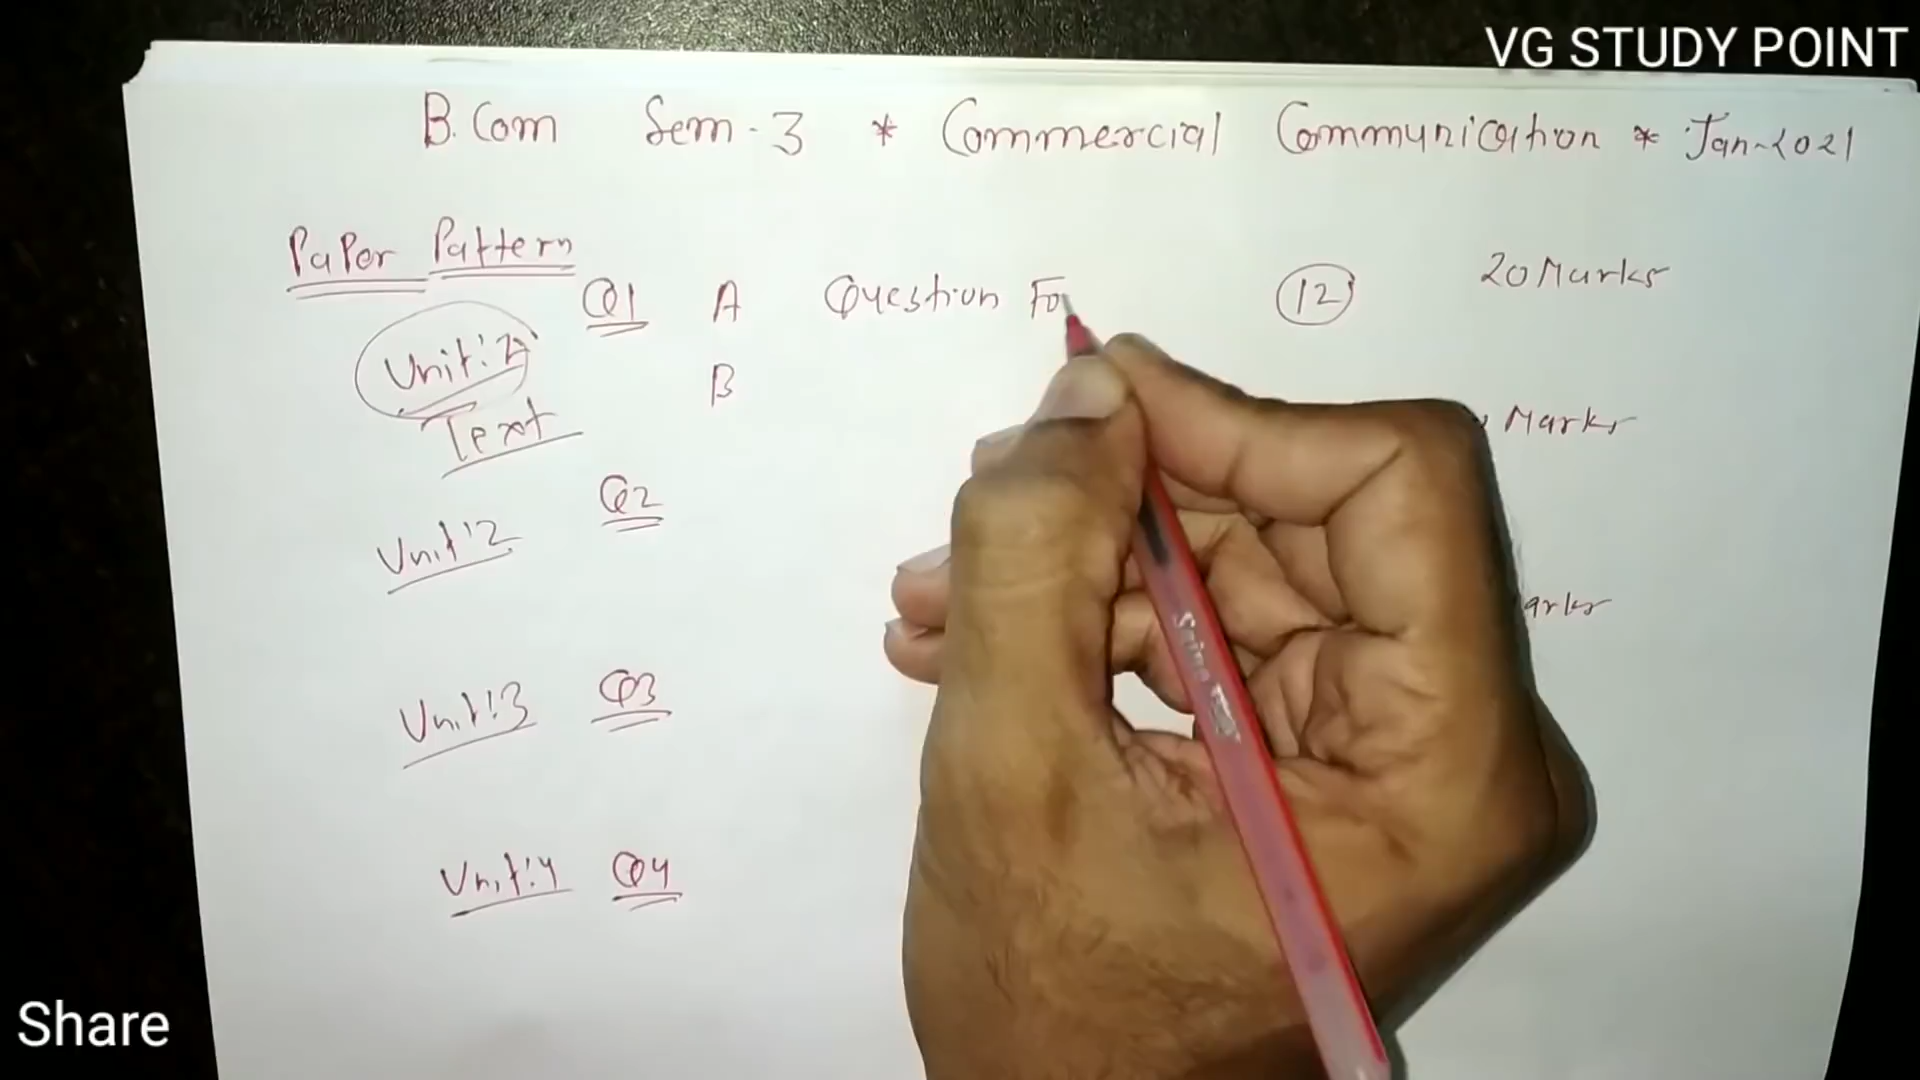 VG STUDY POINT
B.Com Sem-3 * Commercial Communication * Jan-2021
Paper Pattern
Q1 A Question Fo 12 20 Marks
Unit:1
B
Text
Marks
Q2
Unit:2
arks
Unit:3 Q3
Unit:4 Q4
Share